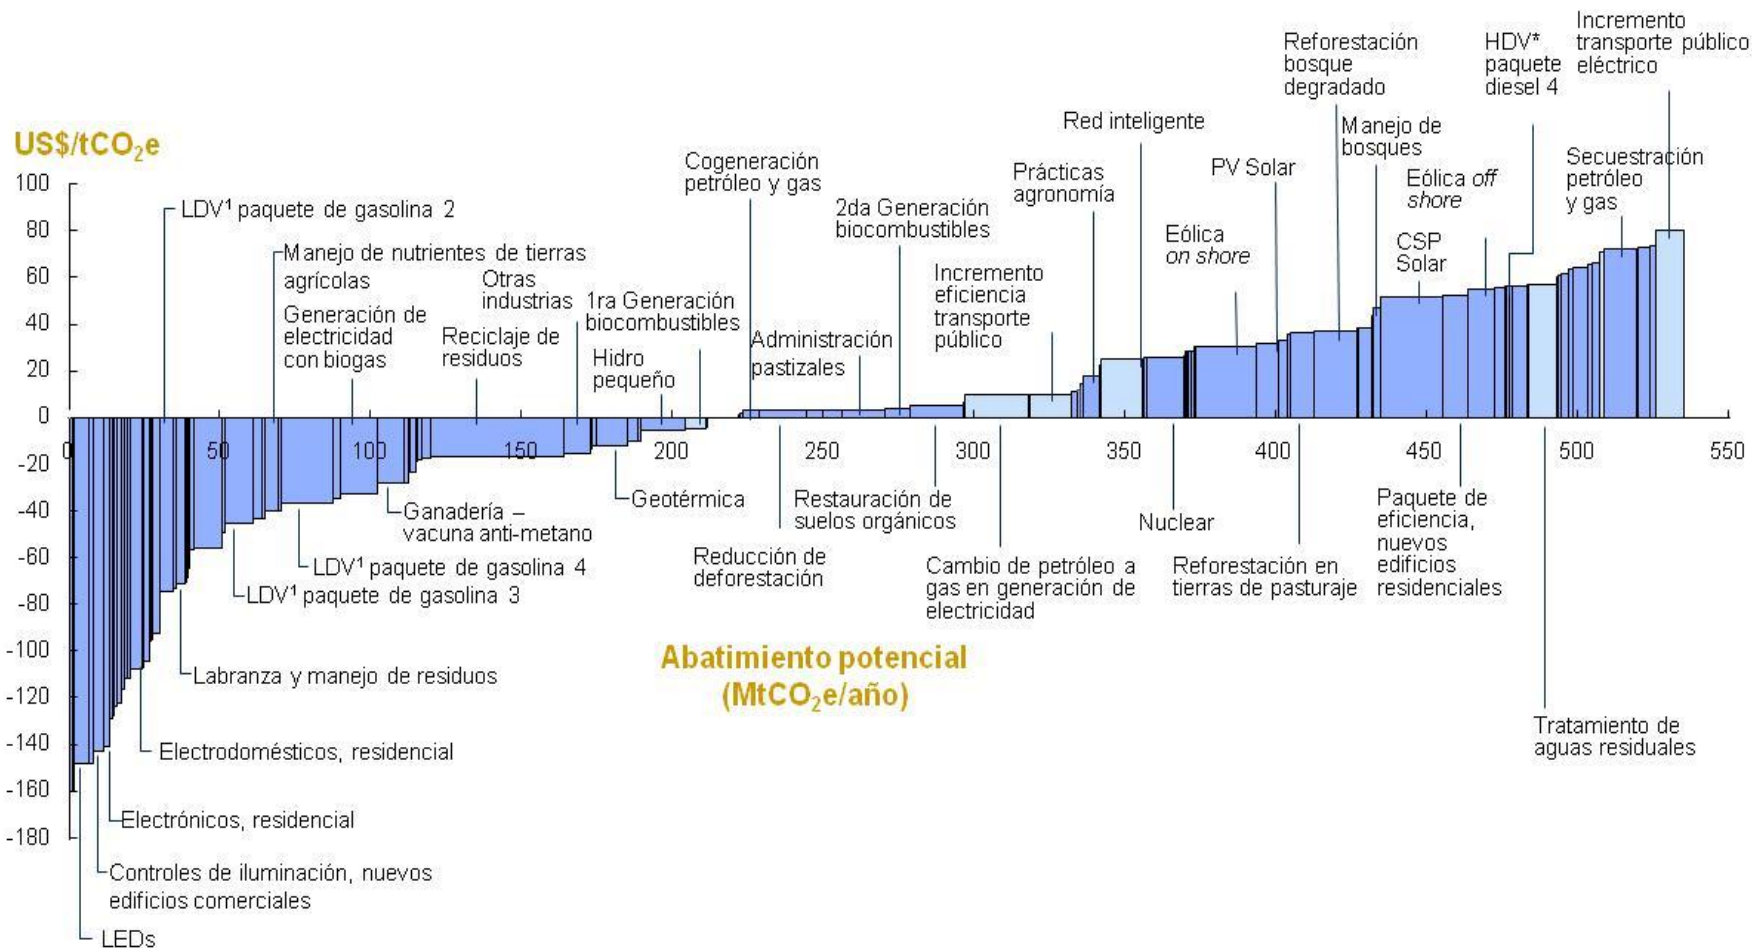 Incremento
transporte público
eléctrico
HDV*
paquete
diesel 4
Reforestación
bosque
degradado
Red inteligente
Manejo de
bosques
US$/tCO2e
Cogeneración
petróleo y gas
Prácticas
agronomía
PV Solar
Eólica off
shore
Secuestración
petróleo
y gas
LDV¹ paquete de gasolina 2
2da Generación
biocombustibles
Eólica
on shore
CSP
Solar
Manejo de nutrientes de tierras
agrícolas
Otras
industrias
1ra Generación
biocombustibles
Incremento
eficiencia
transporte
público
Generación de
electricidad
con biogas
Reciclaje de
residuos
Hidro
pequeño
Administración
pastizales
100
80
60
40
20
0
-20
-40
-60
-80
-100
-120
-140
-160
-180
0 50 100 150 200 250 300 350 400 450 500 550
Geotérmica
Ganadería –
vacuna anti-metano
Restauración de
suelos orgánicos
Nuclear
Paquete de
eficiencia,
nuevos
edificios
residenciales
Reducción de
deforestación
Cambio de petróleo a
gas en generación de
electricidad
Reforestación en
tierras de pasturaje
LDV¹ paquete de gasolina 4
LDV¹ paquete de gasolina 3
Abatimiento potencial
(MtCO2e/año)
Labranza y manejo de residuos
Tratamiento de
aguas residuales
Electrodomésticos, residencial
Electrónicos, residencial
Controles de iluminación, nuevos
edificios comerciales
LEDs